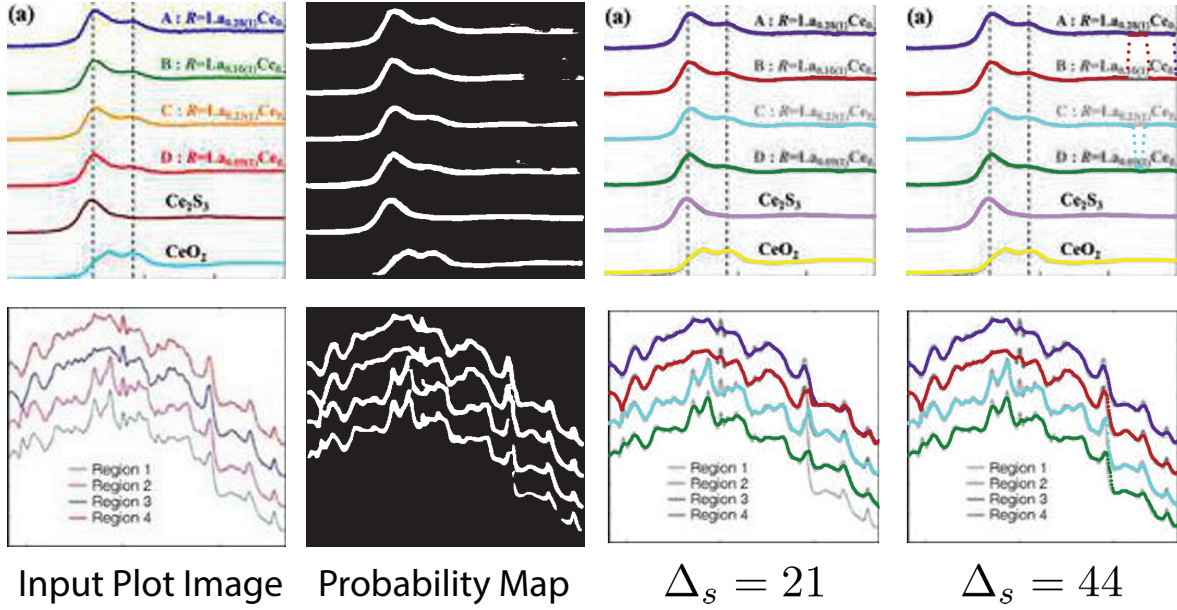 (a)
A : R=La0.28(1)Ce0.
B : R=La0.16(1)Ce0.
C : R=La0.23(1)Ce0.
D : R=La0.09(1)Ce0.
Ce2S3
CeO2
(a)
A : R=La0.28(1)Ce0.
B : R=La0.16(1)Ce0.
C : R=La0.23(1)Ce0.
D : R=La0.09(1)Ce0.
Ce2S3
CeO2
(a)
A : R=La0.28(1)Ce0.
B : R=La0.16(1)Ce0.
C : R=La0.23(1)Ce0.
D : R=La0.09(1)Ce0.
Ce2S3
CeO2
Region 1
Region 2
Region 3
Region 4
Region 1
Region 2
Region 3
Region 4
Region 1
Region 2
Region 3
Region 4
Input Plot Image
Probability Map
Δs = 21
Δs = 44